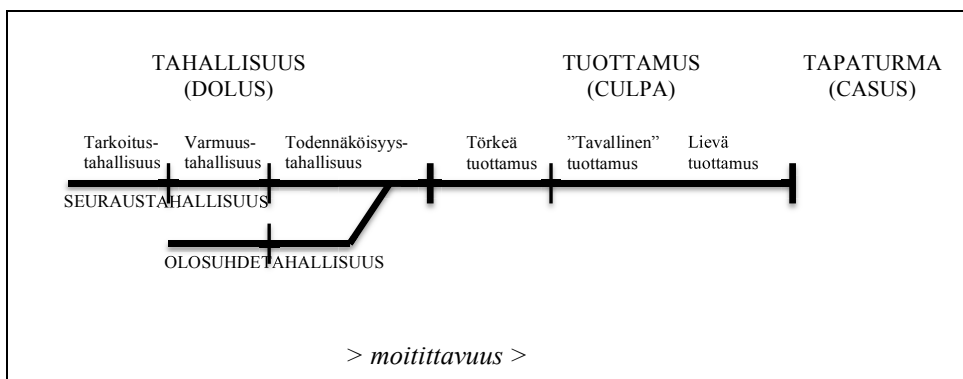 TAHALLISUUS
(DOLUS)
TUOTTAMUS
(CULPA)
TAPATURMA
(CASUS)
Tarkoitus-
tahallisuus
Varmuus-
tahallisuus
Todennäköisyys-
tahallisuus
Törkeä
tuottamus
”Tavallinen”
tuottamus
Lievä
tuottamus
SEURAUSTAHALLISUUS
OLOSUHDETAHALLISUUS
> moitittavuus >